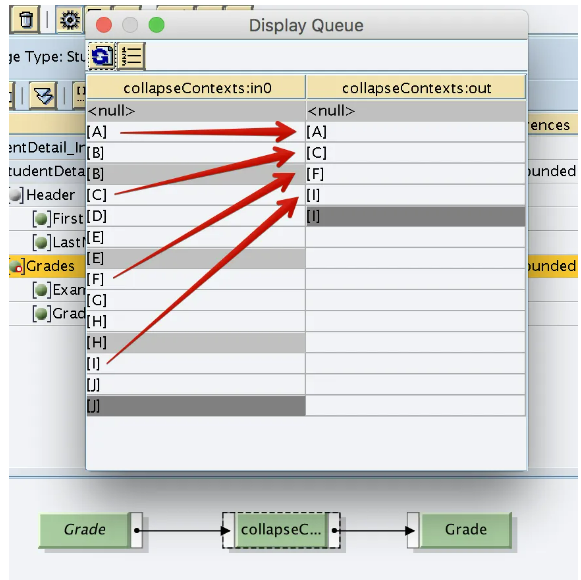 Display Queue
ge Type: Stu
collapseContexts:in0 collapseContexts:out
<null> <null>
[A] [A]
[B] [C]
[B] [F]
[C] [I]
[D] [I]
[E]
[E]
[F]
[G]
[H]
[H]
[I]
[J]
[J]
rences
entDetail_In
tudentDeta
ounded
Header
First
Last
Grades
ounded
Exan
Grad
Grade
collapseC...
Grade